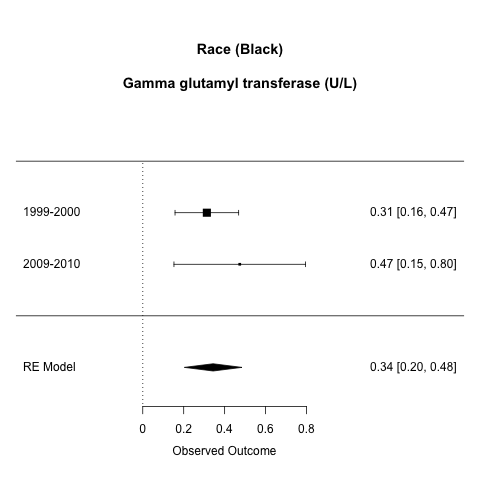 Race (Black)
Gamma glutamyl transferase (U/L)
1999-2000 0.31 [0.16, 0.47]
2009-2010 0.47 [0.15, 0.80]
RE Model 0.34 [0.20, 0.48]
0 0.2 0.4 0.6 0.8
Observed Outcome